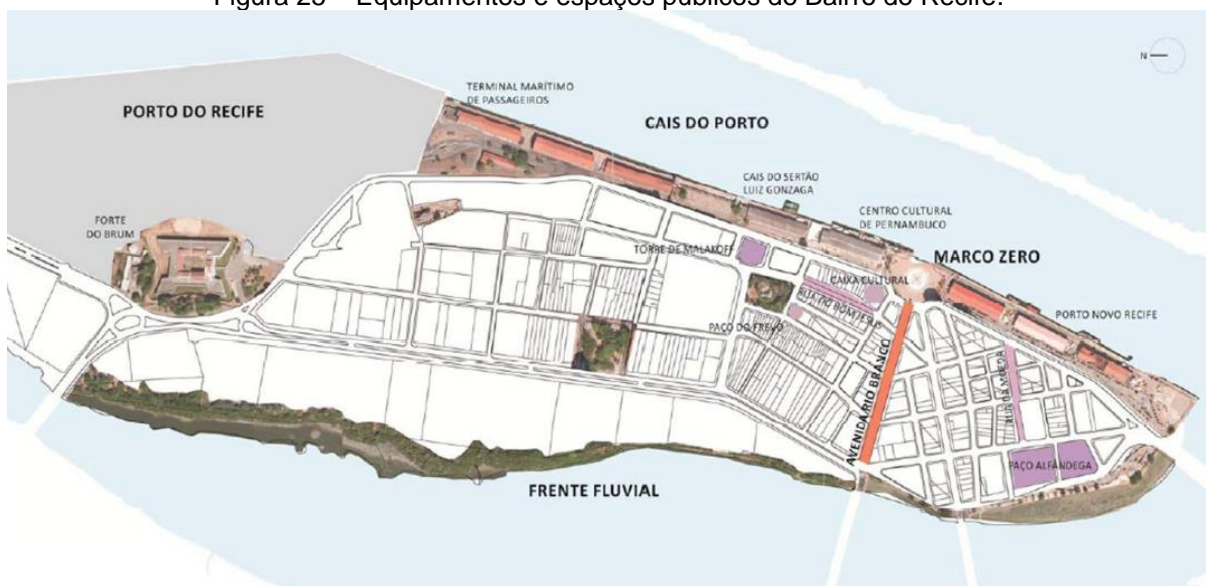 Figura 23 – Equipamentos e espaços públicos do Bairro do Recife.
N
TERMINAL MARÍTIMO
DE PASSAGEIROS
PORTO DO RECIFE
CAIS DO PORTO
CAIS DO SERTÃO
LUIZ GONZAGA
CENTRO CULTURAL
DE PERNAMBUCO
FORTE
DO BRUM
TORRE DE MALAKOFF
MARCO ZERO
CAIXA CULTURAL
RUA DO BOM JESUS
PORTO NOVO RECIFE
PAÇO DO FREVO
AVENIDA RIO BRANCO
RUA DA MOEDA
PAÇO ALFÂNDEGA
FRENTE FLUVIAL